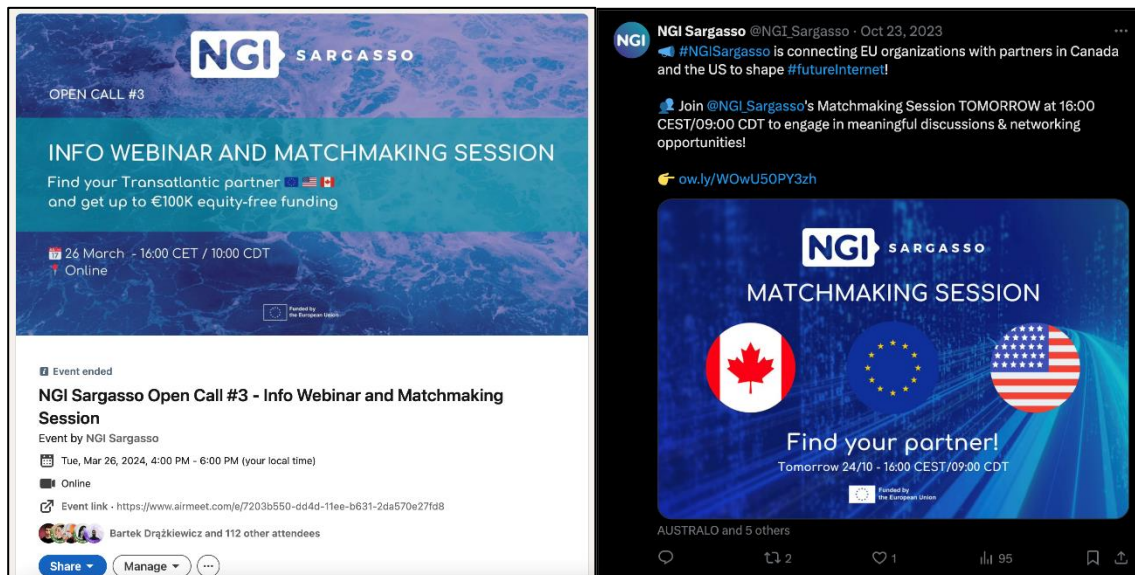 NGI SARGASSO
OPEN CALL #3
INFO WEBINAR AND MATCHMAKING SESSION
Find your Transatlantic partner 🇪🇺 🇺🇸 🇨🇦
and get up to €100K equity-free funding
📅 26 March - 16:00 CET / 10:00 CDT
📍 Online
Funded by
the European Union
Event ended
NGI Sargasso Open Call #3 - Info Webinar and Matchmaking
Session
Event by NGI Sargasso
Tue, Mar 26, 2024, 4:00 PM - 6:00 PM (your local time)
Online
Event link · https://www.airmeet.com/e/7203b550-dd4d-11ee-b631-2da570e27fd8
Bartek Drążkiewicz and 112 other attendees
Share
Manage
NGI
NGI Sargasso @NGI_Sargasso · Oct 23, 2023
📣 #NGISargasso is connecting EU organizations with partners in Canada
and the US to shape #futureInternet!
👥 Join @NGI_Sargasso's Matchmaking Session TOMORROW at 16:00
CEST/09:00 CDT to engage in meaningful discussions & networking
opportunities!
👉 ow.ly/WOwU50PY3zh
NGI SARGASSO
MATCHMAKING SESSION
Find your partner!
Tomorrow 24/10 - 16:00 CEST/09:00 CDT
Funded by
the European Union
AUSTRALO and 5 others
2
1
95